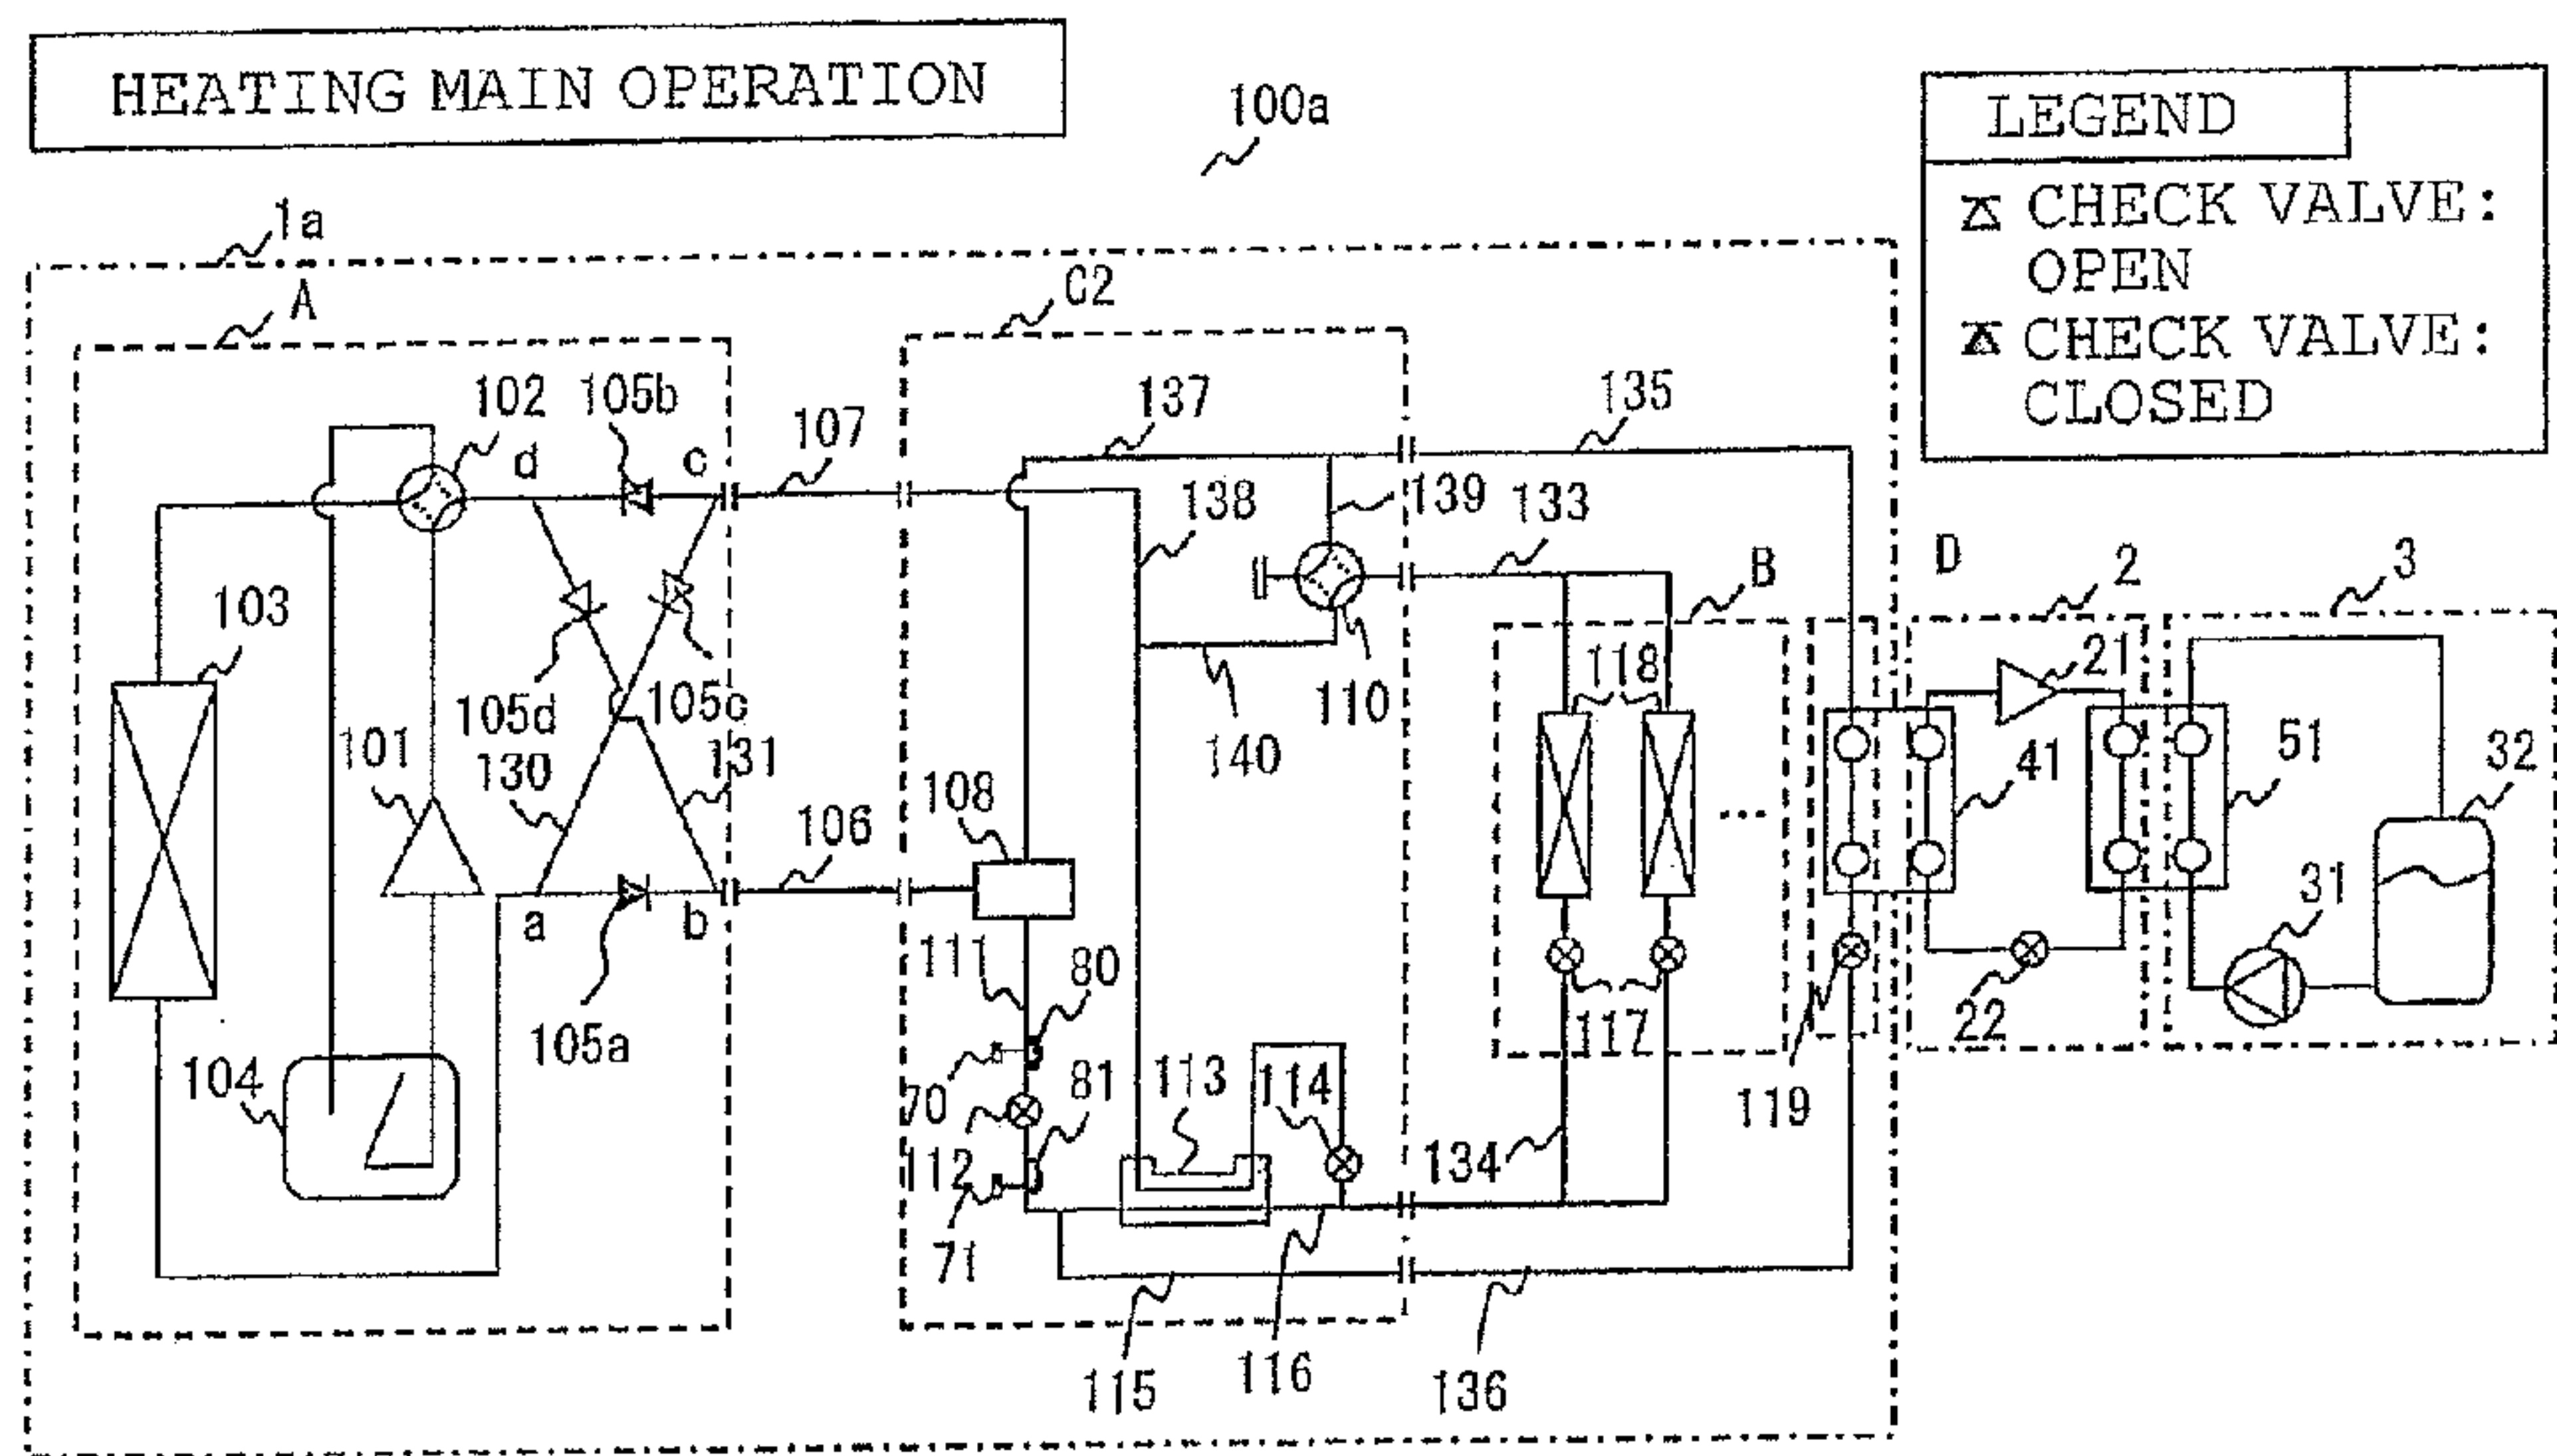 HEATING MAIN OPERATION
100a
LEGEND
CHECK VALVE:
OPEN
CHECK VALVE:
CLOSED
1a
A
C2
102
105b
d
c
107
137
135
138
139
133
D
2
3
B
103
105d
105c
101
130
131
110
140
118
21
41
51
32
108
106
a
b
111
80
105a
104
70
81
113
114
112
71
117
134
119
22
31
115
116
136